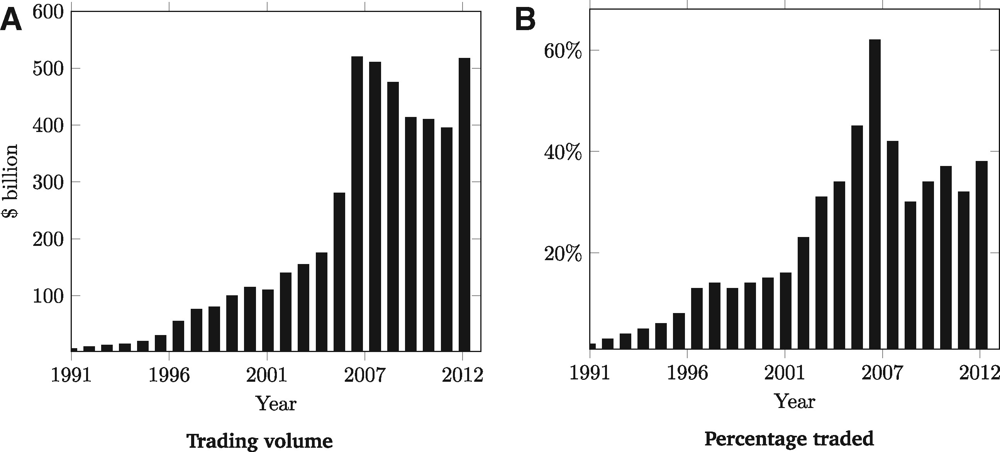 A
600
500
400
300
200
100
$ billion
1991 1996 2001 2007 2012
Year
Trading volume
B
60%
40%
20%
1991 1996 2001 2007 2012
Year
Percentage traded